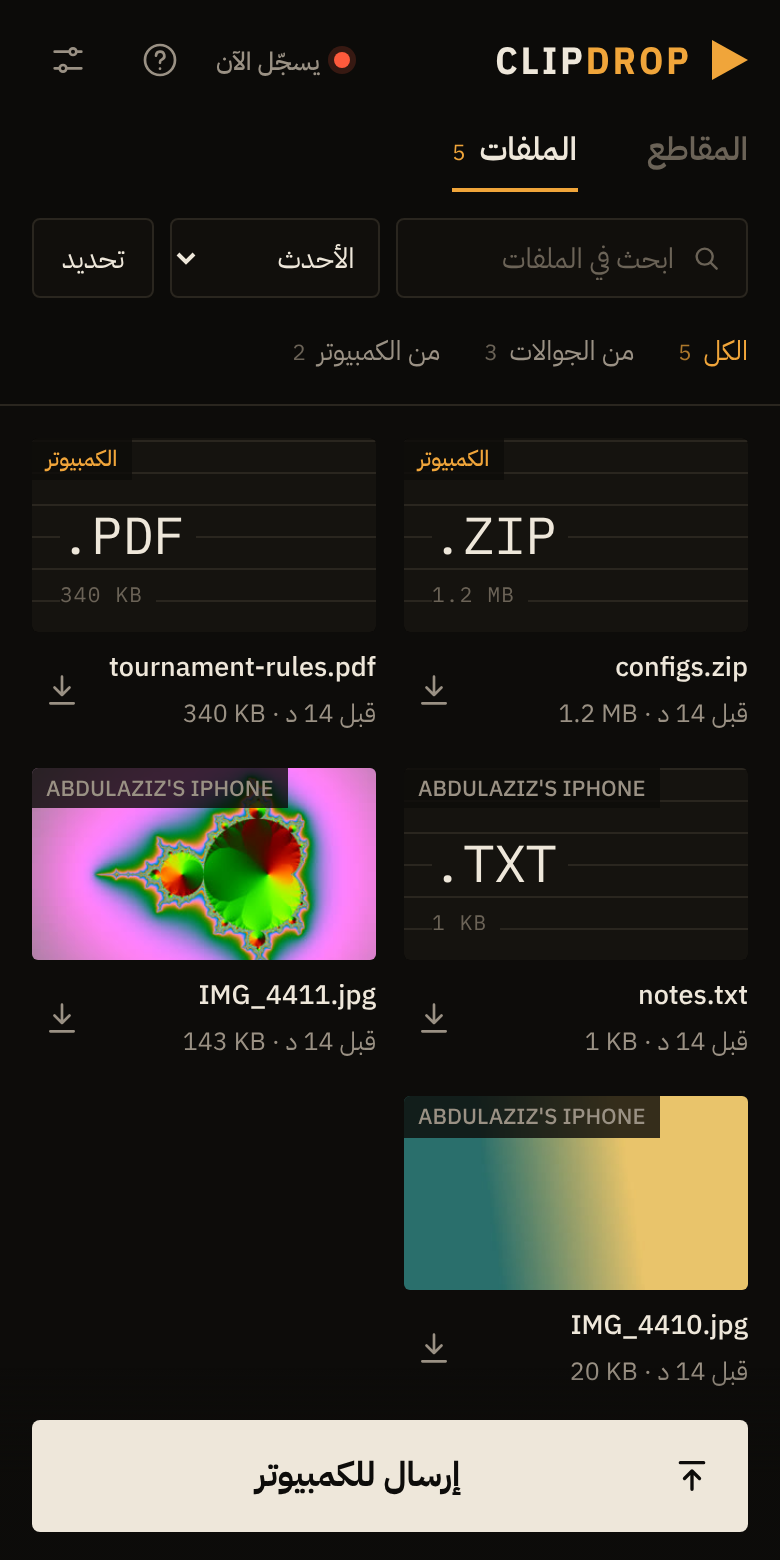 CLIPDROP
يسجّل الآن
المقاطع
الملفات 5
ابحث في الملفات
الأحدث
تحديد
الكل 5
من الجوالات 3
من الكمبيوتر 2
الكمبيوتر
.ZIP
1.2 MB
configs.zip
قبل 14 د · 1.2 MB
الكمبيوتر
.PDF
340 KB
tournament-rules.pdf
قبل 14 د · 340 KB
ABDULAZIZ'S IPHONE
.TXT
1 KB
notes.txt
قبل 14 د · 1 KB
ABDULAZIZ'S IPHONE
IMG_4411.jpg
قبل 14 د · 143 KB
ABDULAZIZ'S IPHONE
IMG_4410.jpg
قبل 14 د · 20 KB
إرسال للكمبيوتر